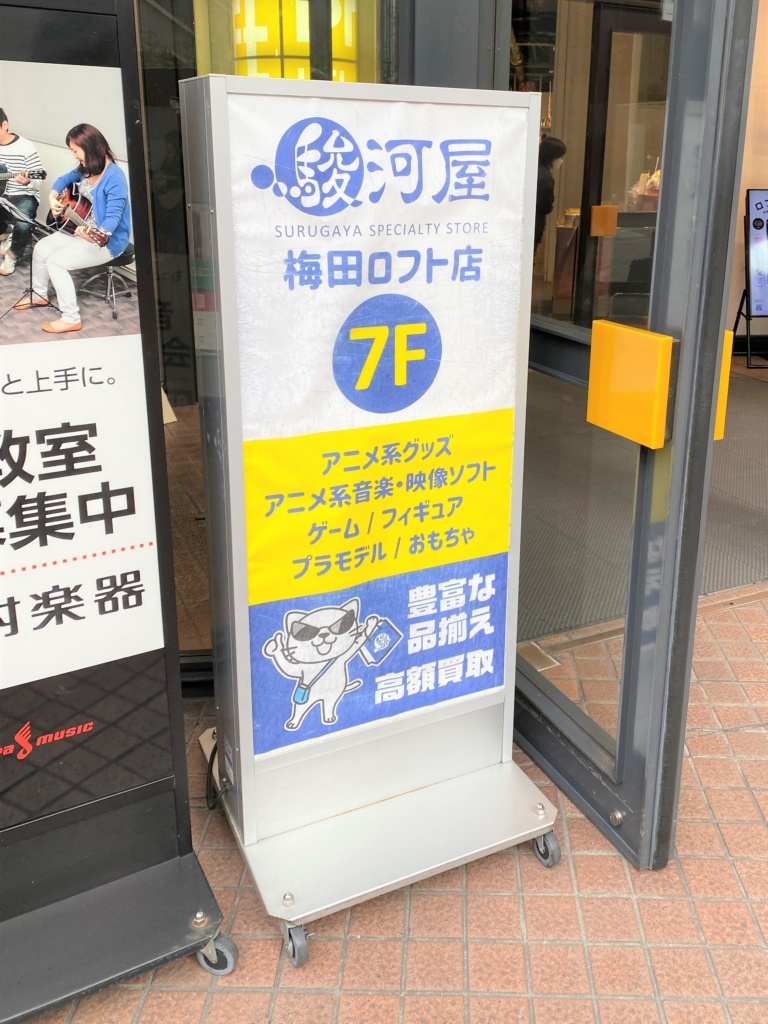 駿河屋
SURUGAYA SPECIALTY STORE
梅田ロフト店
7F
アニメ系グッズ
アニメ系音楽・映像ソフト
ゲーム / フィギュア
プラモデル / おもちゃ
豊富な
品揃え
高額買取
と上手に。
教室
集中
村楽器
MUSIC